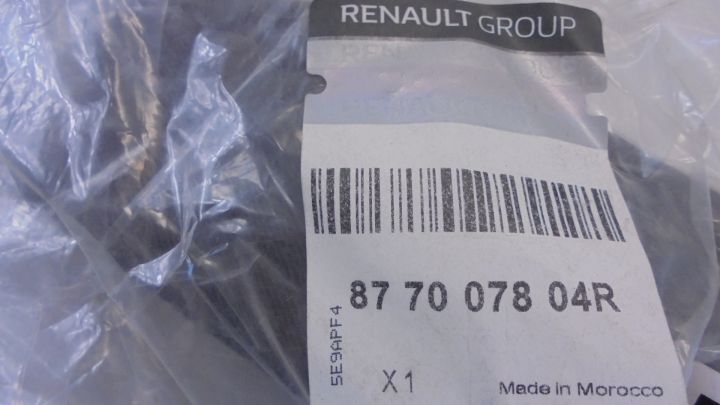 RENAULT GROUP
87 70 078 04R
5E9APF4
X1
Made in Morocco